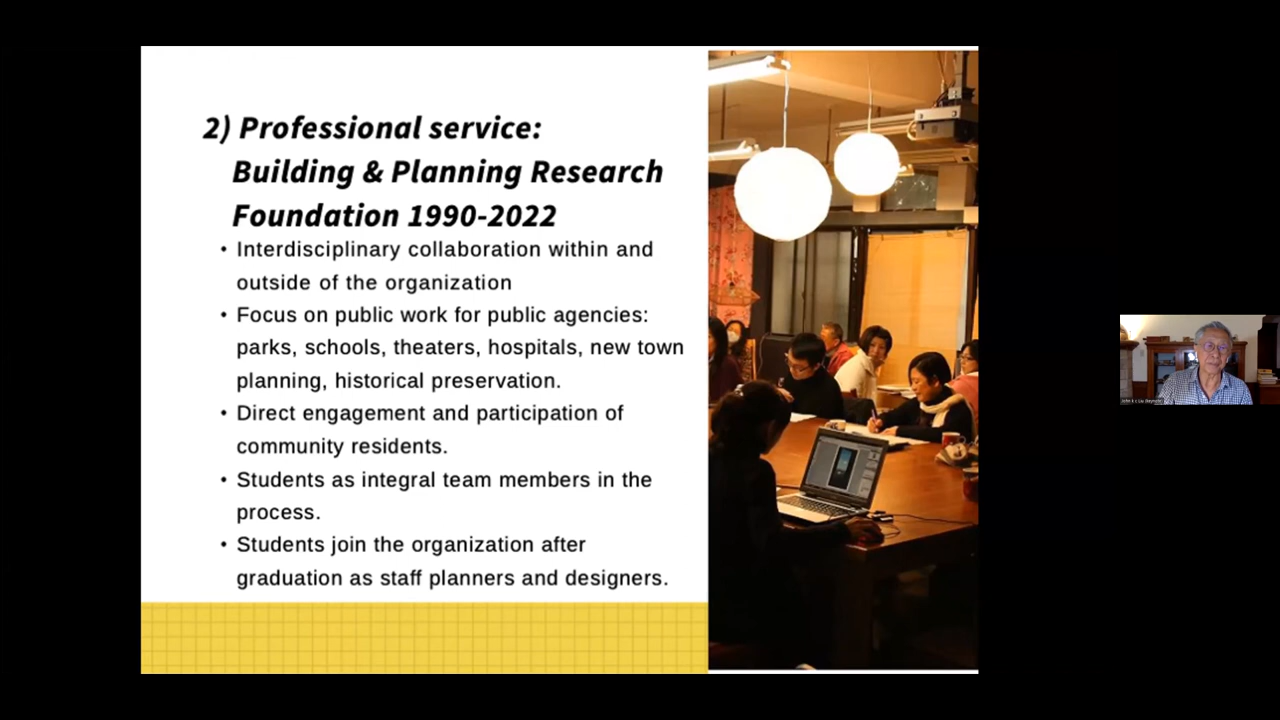 2) Professional service:
Building & Planning Research
Foundation 1990-2022
• Interdisciplinary collaboration within and
outside of the organization
• Focus on public work for public agencies:
parks, schools, theaters, hospitals, new town
planning, historical preservation.
• Direct engagement and participation of
community residents.
• Students as integral team members in the
process.
• Students join the organization after
graduation as staff planners and designers.